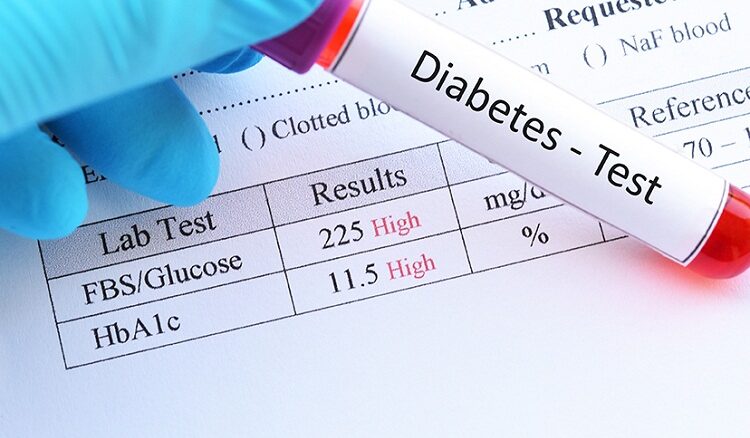 Requeste
( ) NaF blood
( ) Clotted blo
Reference
70 –
Diabetes - Test
Lab Test Results
FBS/Glucose 225 High mg/d
HbA1c 11.5 High %